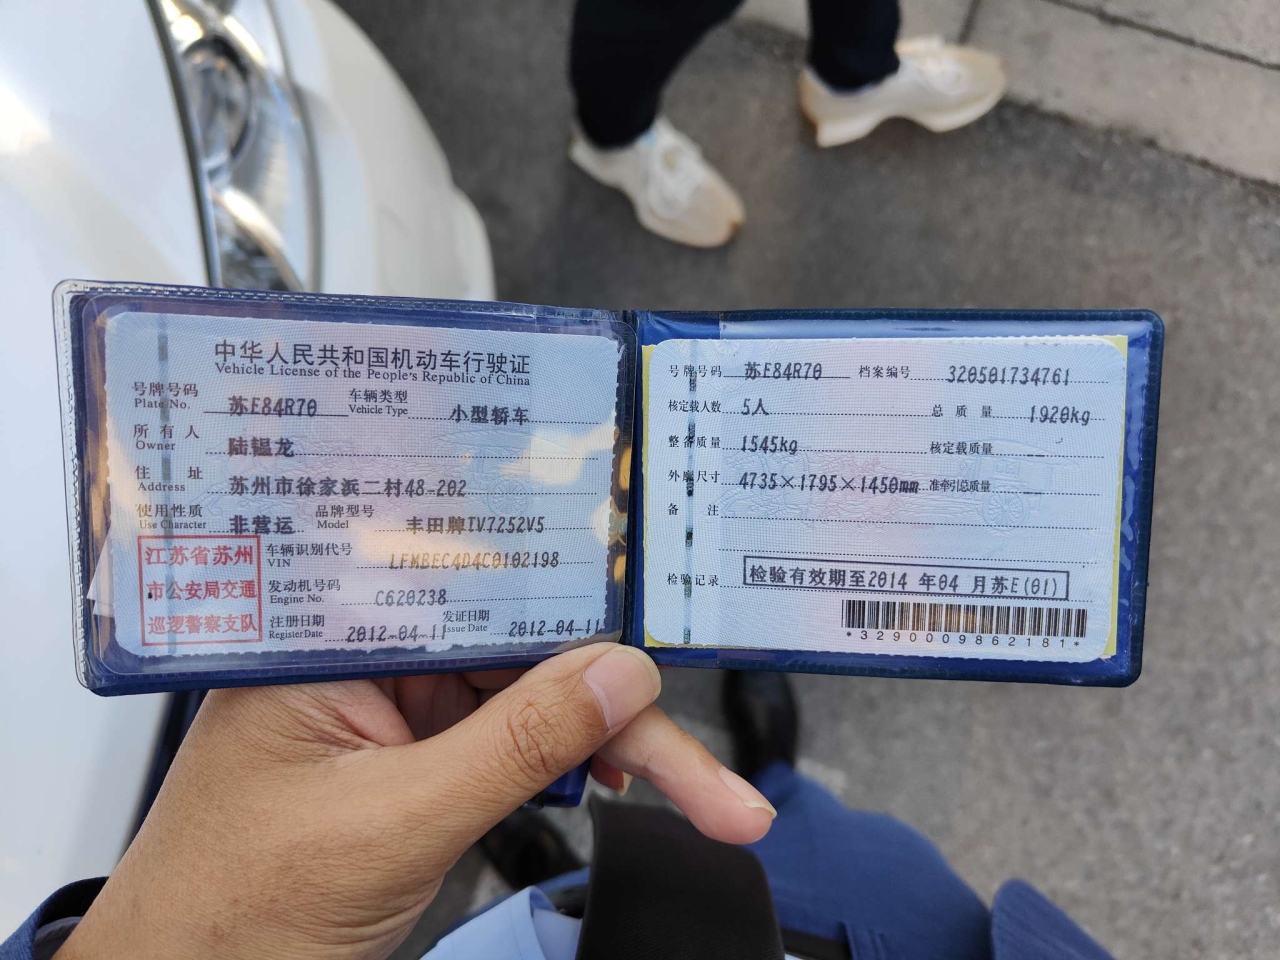 中华人民共和国机动车行驶证
Vehicle License of the People's Republic of China
号牌号码 苏E84R70 车辆类型 小型轿车
Plate No. Vehicle Type
所有人 陆韫龙
Owner
住址 苏州市徐家浜二村48-202
Address
使用性质 非营运 品牌型号 丰田牌TV7252V5
Use Character Model
江苏省苏州
市公安局交通
巡逻警察支队
车辆识别代号 LFMBEC4D4C0102198
VIN
发动机号码 C620238
Engine No.
注册日期 2012-04-11 发证日期 2012-04-11
Register Date Issue Date
号牌号码 苏E84R70 档案编号 320501734761
核定载人数 5人 总质量 1920kg
整备质量 1545kg 核定载质量
外廓尺寸 4735×1795×1450mm 准牵引总质量
备注
检验记录 检验有效期至2014年04月苏E(01)
*3290009862181*